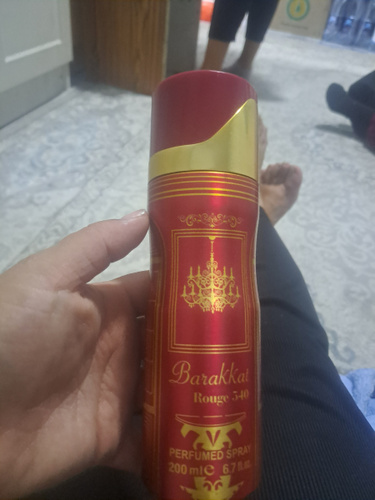 Barakkat
Rouge 540
PERFUMED SPRAY
200 ml ℮ 6.7 fl.oz.